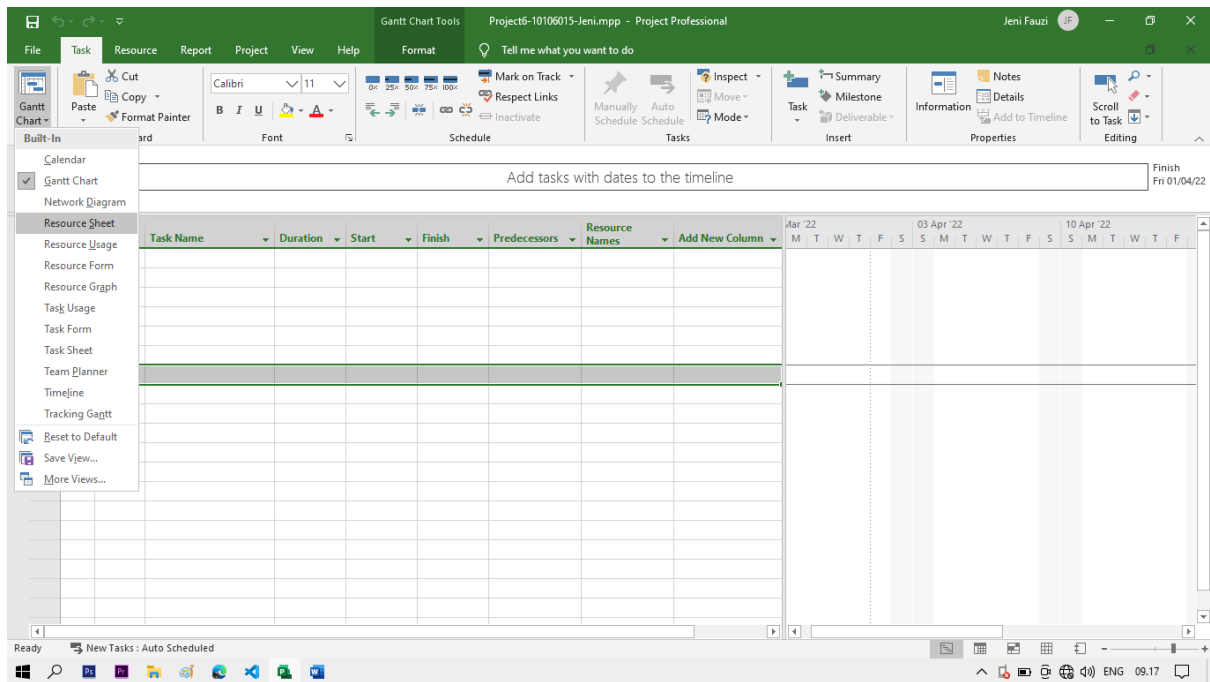 Gantt Chart Tools Project6-10106015-Jeni.mpp - Project Professional Jeni Fauzi JF
File Task Resource Report Project View Help Format Tell me what you want to do
Gantt Chart
Paste
Cut
Copy
Format Painter
Calibri 11
B I U A
0% 25% 50% 75% 100%
Mark on Track
Respect Links
Inactivate
Manually Schedule
Auto Schedule
Inspect
Move
Mode
Task
Summary
Milestone
Deliverable
Information
Notes
Details
Add to Timeline
Scroll to Task
ard Font Schedule Tasks Insert Properties Editing
Built-In
Calendar
Gantt Chart
Network Diagram
Resource Sheet
Resource Usage
Resource Form
Resource Graph
Task Usage
Task Form
Task Sheet
Team Planner
Timeline
Tracking Gantt
Reset to Default
Save View...
More Views...
Add tasks with dates to the timeline
Finish
Fri 01/04/22
Task Name Duration Start Finish Predecessors Resource Names Add New Column
Mar '22 03 Apr '22 10 Apr '22
M T W T F S S M T W T F S S M T W T F
Ready New Tasks : Auto Scheduled
Ps Pr ENG 09.17